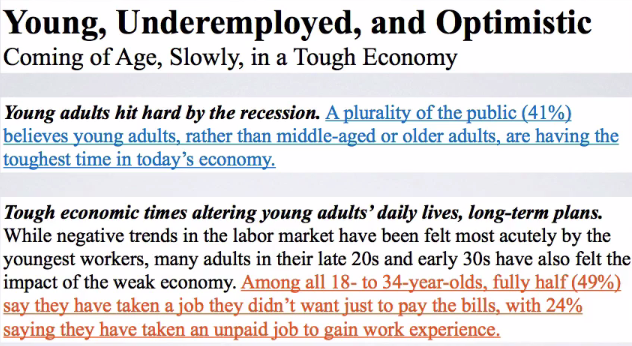 Young, Underemployed, and Optimistic
Coming of Age, Slowly, in a Tough Economy
Young adults hit hard by the recession. A plurality of the public (41%)
believes young adults, rather than middle-aged or older adults, are having the
toughest time in today’s economy.
Tough economic times altering young adults’ daily lives, long-term plans.
While negative trends in the labor market have been felt most acutely by the
youngest workers, many adults in their late 20s and early 30s have also felt the
impact of the weak economy. Among all 18- to 34-year-olds, fully half (49%)
say they have taken a job they didn’t want just to pay the bills, with 24%
saying they have taken an unpaid job to gain work experience.